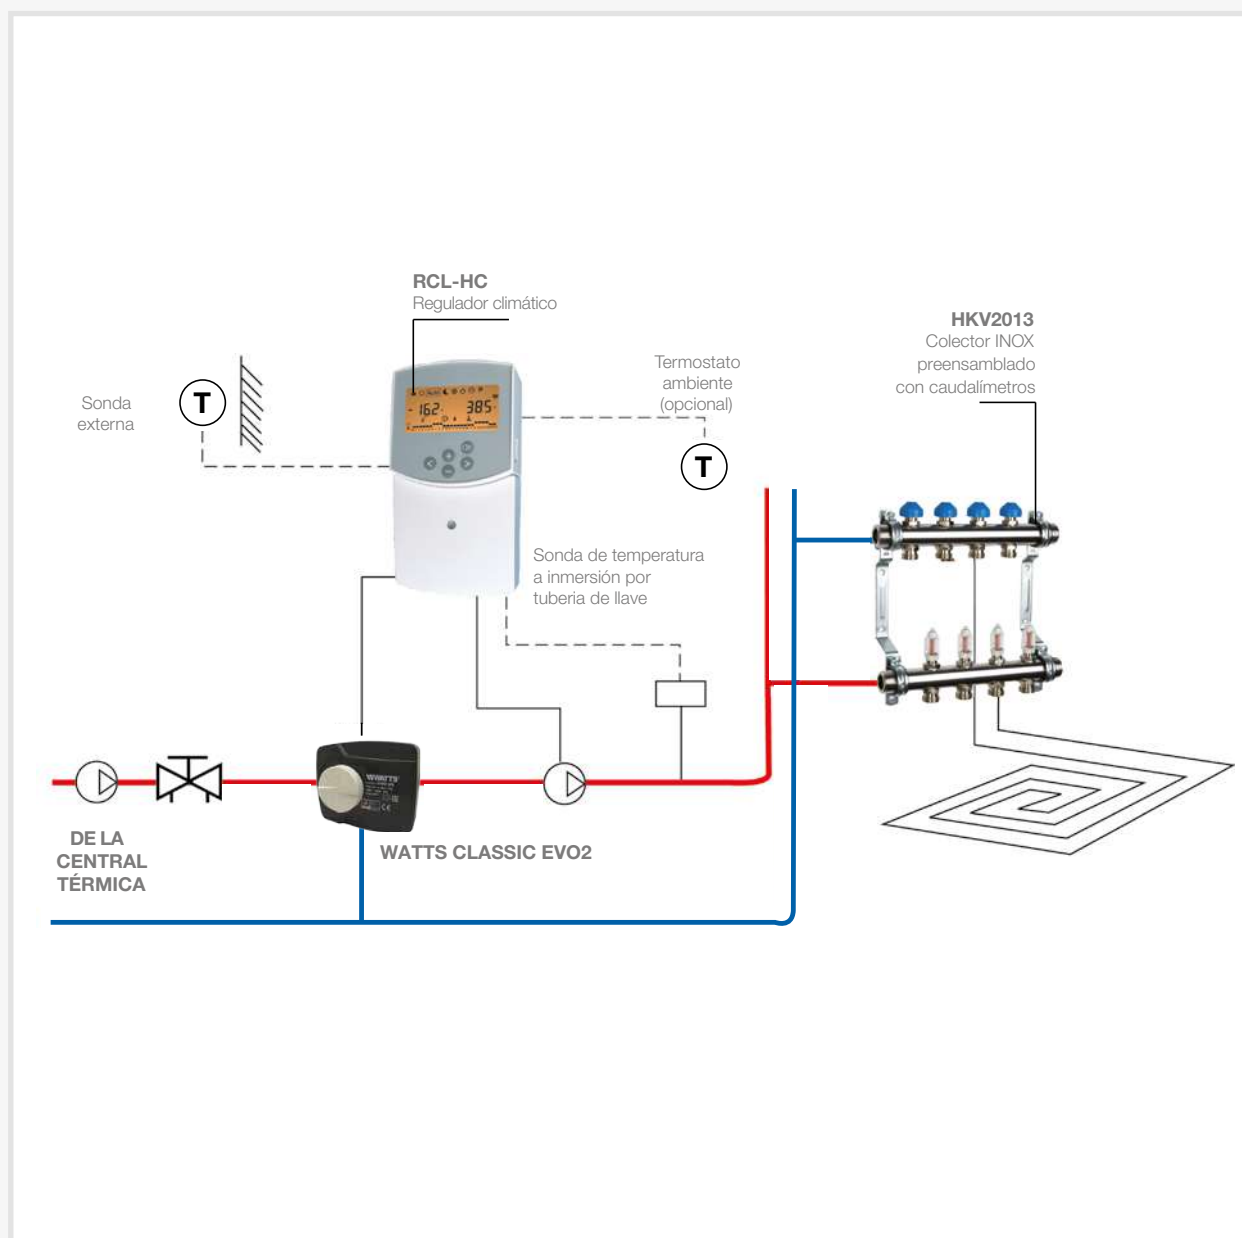 RCL-HC
Regulador climático
HKV2013
Colector INOX
preensamblado
con caudalímetros
Termostato
ambiente
(opcional)
Sonda
externa
T
T
162
385
Sonda de temperatura
a inmersión por
tuberia de llave
WATTS
DE LA
CENTRAL
TÉRMICA
WATTS CLASSIC EVO2